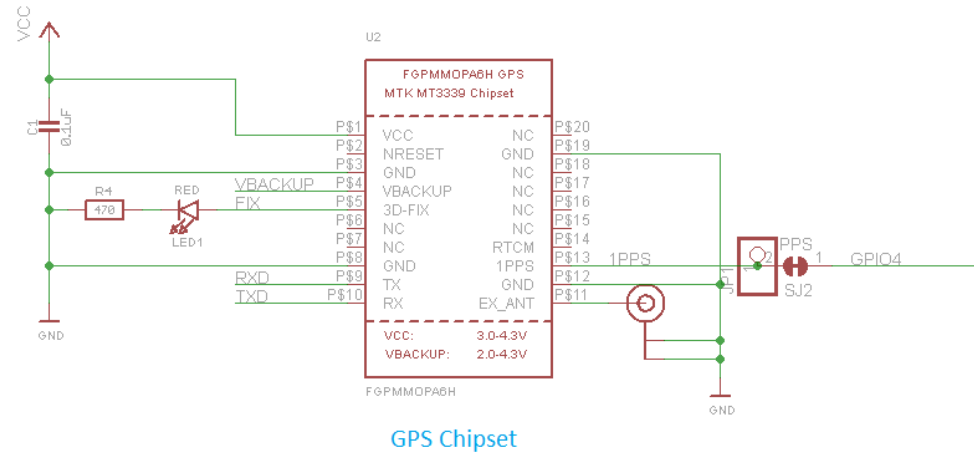 VCC
U2
FGPMMOPA6H GPS
MTK MT3339 Chipset
C1
0.1uF
P$1 VCC NC P$20
P$2 NRESET GND P$19
P$3 GND NC P$18
VBACKUP P$4 VBACKUP NC P$17
R4 470 RED LED1 FIX P$5 3D-FIX NC P$16
P$6 NC NC P$15
P$7 NC RTCM P$14
P$8 GND 1PPS P$13 1PPS
RXD P$9 TX GND P$12
TXD P$10 RX EX_ANT P$11
JP1
1
PPS
2 1
SJ2
GPIO4
GND
VCC: 3.0-4.3V
VBACKUP: 2.0-4.3V
FGPMMOPA6H
GND
GPS Chipset